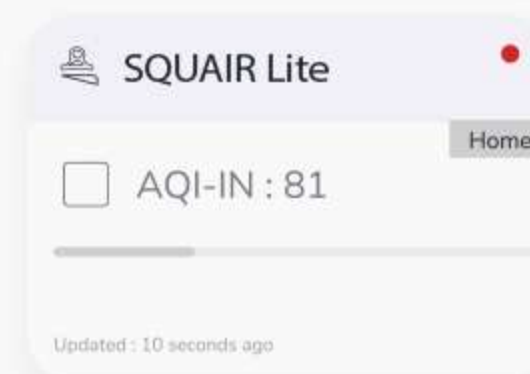 SQUAIR Lite
Home
AQI-IN : 81
Updated : 10 seconds ago